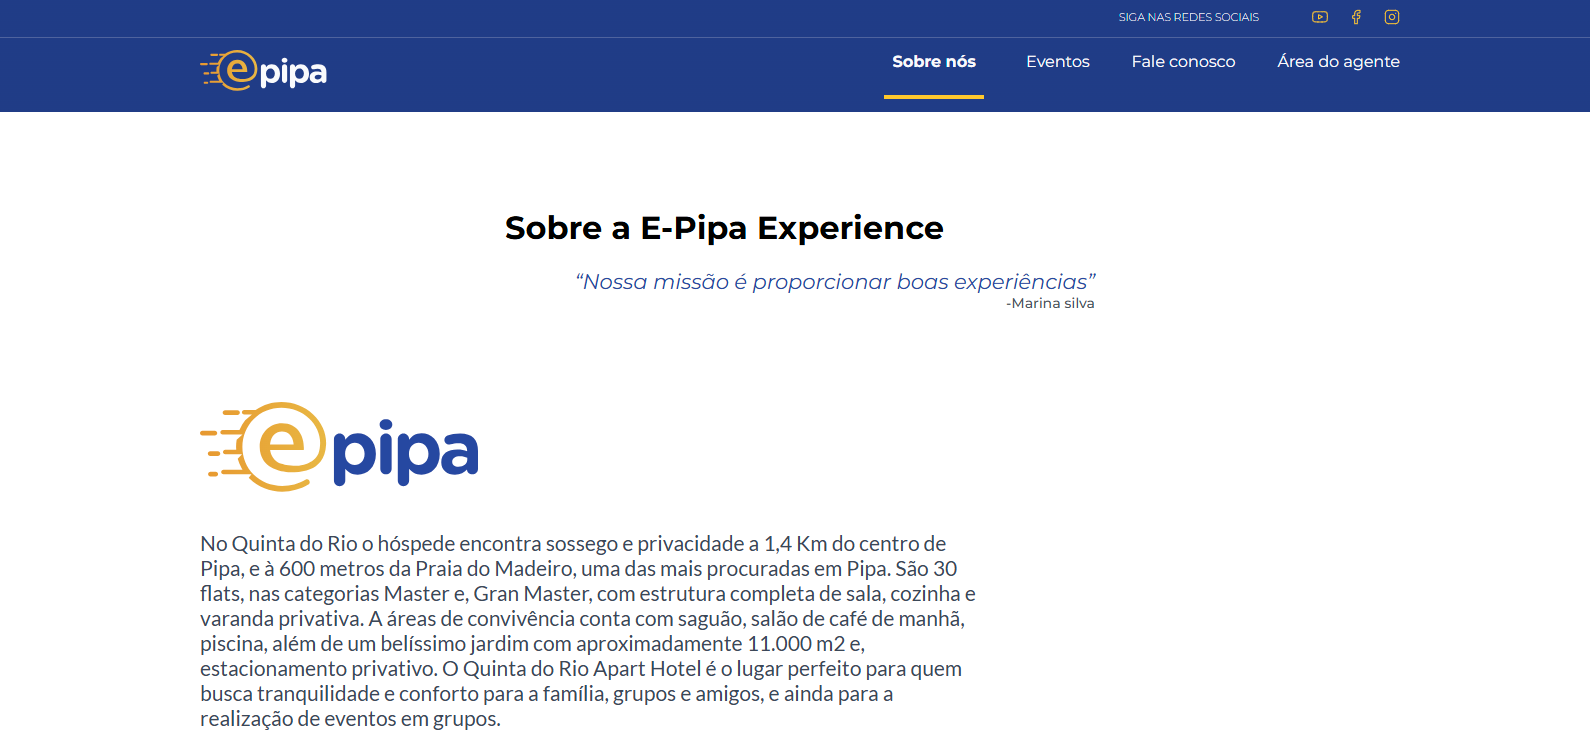 SIGA NAS REDES SOCIAIS
epipa
Sobre nós
Eventos
Fale conosco
Área do agente
Sobre a E-Pipa Experience
“Nossa missão é proporcionar boas experiências”
-Marina silva
epipa
No Quinta do Rio o hóspede encontra sossego e privacidade a 1,4 Km do centro de
Pipa, e à 600 metros da Praia do Madeiro, uma das mais procuradas em Pipa. São 30
flats, nas categorias Master e, Gran Master, com estrutura completa de sala, cozinha e
varanda privativa. A áreas de convivência conta com saguão, salão de café de manhã,
piscina, além de um belíssimo jardim com aproximadamente 11.000 m2 e,
estacionamento privativo. O Quinta do Rio Apart Hotel é o lugar perfeito para quem
busca tranquilidade e conforto para a família, grupos e amigos, e ainda para a
realização de eventos em grupos.